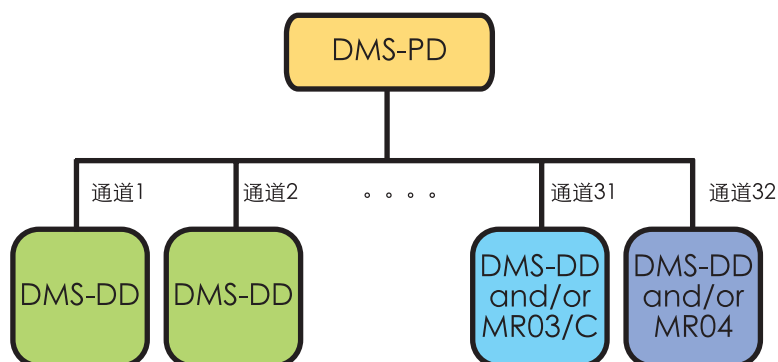 DMS-PD
通道1
通道2
。。。。
通道31
通道32
DMS-DD
DMS-DD
DMS-DD
and/or
MR03/C
DMS-DD
and/or
MR04